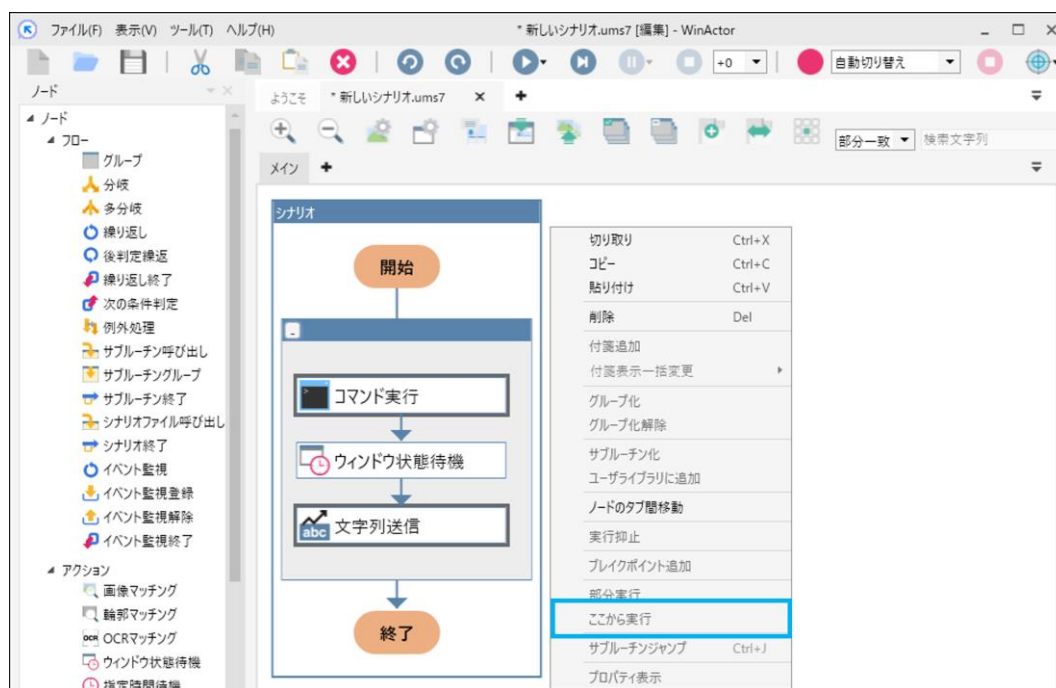 ファイル(F) 表示(V) ツール(T) ヘルプ(H)
* 新しいシナリオ.ums7 [編集] - WinActor
+0
自動切り替え
ノード
ようこそ
* 新しいシナリオ.ums7
ノード
フロー
グループ
分岐
多分岐
繰り返し
後判定繰返
繰り返し終了
次の条件判定
例外処理
サブルーチン呼び出し
サブルーチングループ
サブルーチン終了
シナリオファイル呼び出し
シナリオ終了
イベント監視
イベント監視登録
イベント監視解除
イベント監視終了
アクション
画像マッチング
輪郭マッチング
OCR OCRマッチング
ウィンドウ状態待機
指定時間待機
部分一致
検索文字列
メイン
シナリオ
開始
コマンド実行
ウィンドウ状態待機
abc 文字列送信
終了
切り取り Ctrl+X
コピー Ctrl+C
貼り付け Ctrl+V
削除 Del
付箋追加
付箋表示一括変更
グループ化
グループ化解除
サブルーチン化
ユーザライブラリに追加
ノードのタブ間移動
実行抑止
ブレイクポイント追加
部分実行
ここから実行
サブルーチンジャンプ Ctrl+J
プロパティ表示